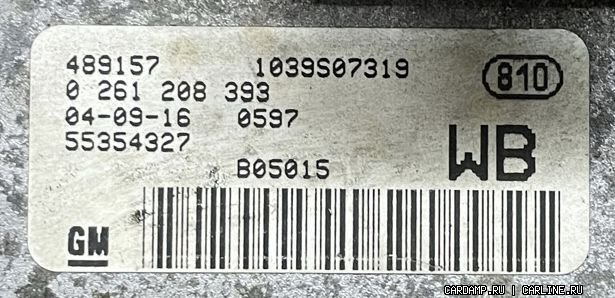 489157 1039S07319 810
0 261 208 393
04-09-16 0597
55354327 WB
B05015
GM
CARDAMP.RU | CARLINE.RU